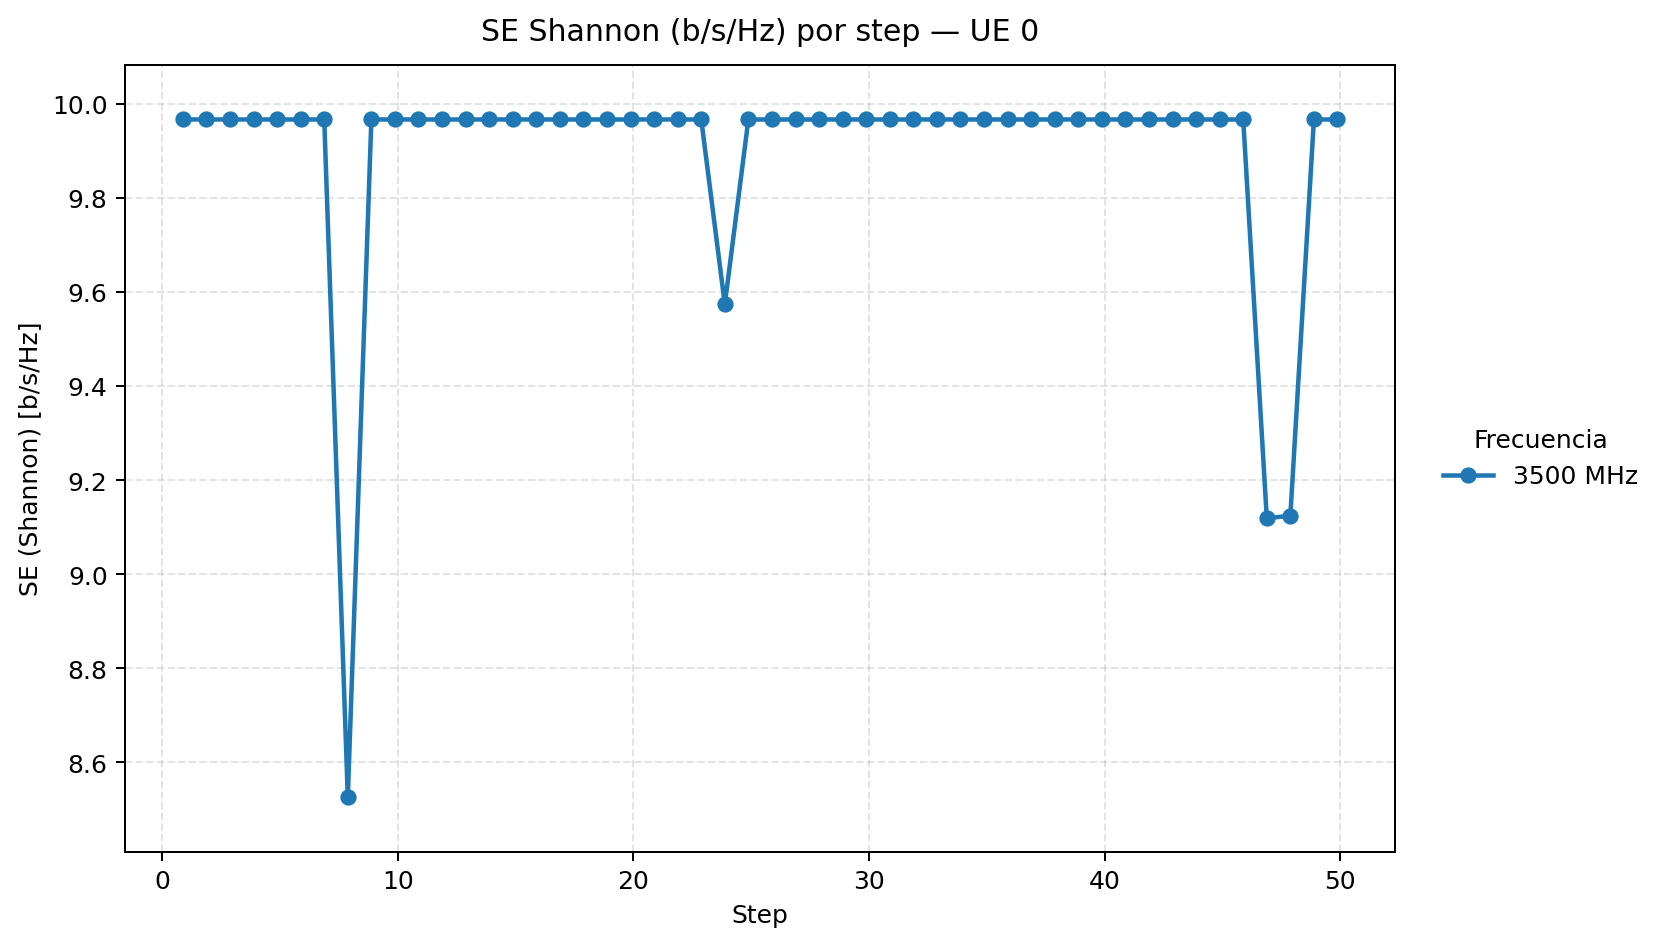 SE Shannon (b/s/Hz) por step — UE 0
SE (Shannon) [b/s/Hz]
10.0
9.8
9.6
9.4
9.2
9.0
8.8
8.6
0 10 20 30 40 50
Step
Frecuencia
3500 MHz